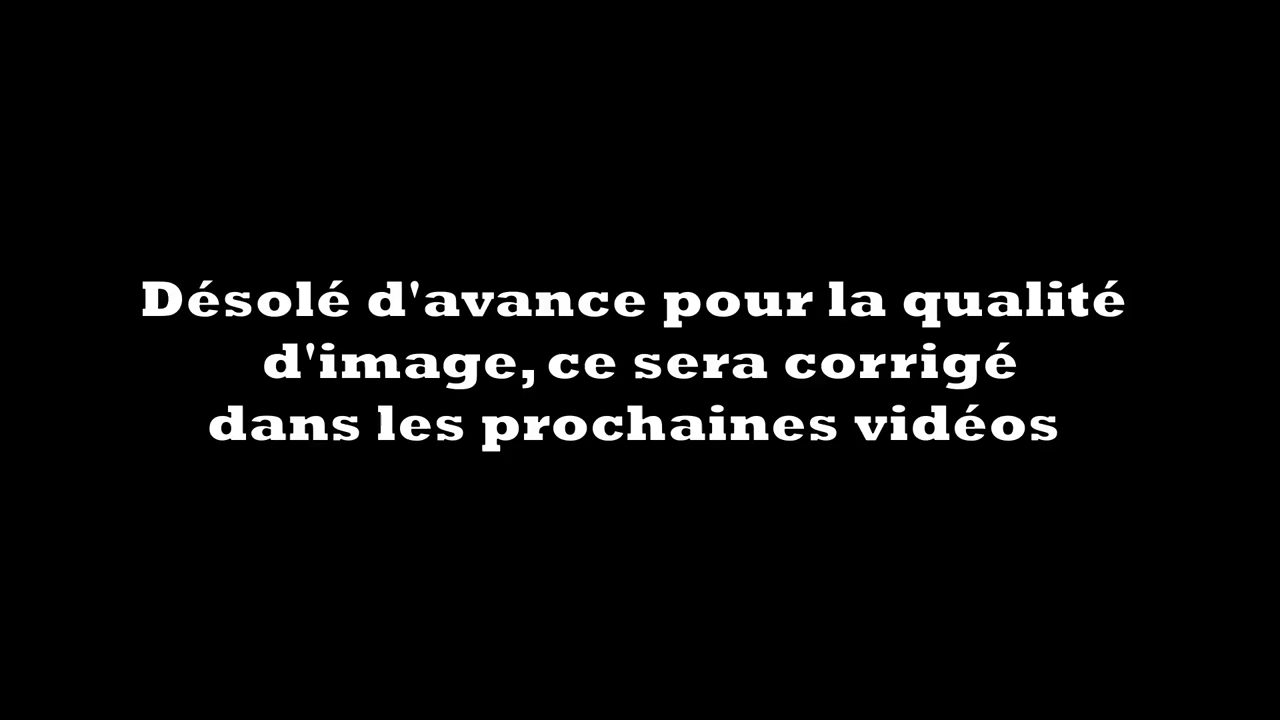 Désolé d'avance pour la qualité
d'image, ce sera corrigé
dans les prochaines vidéos